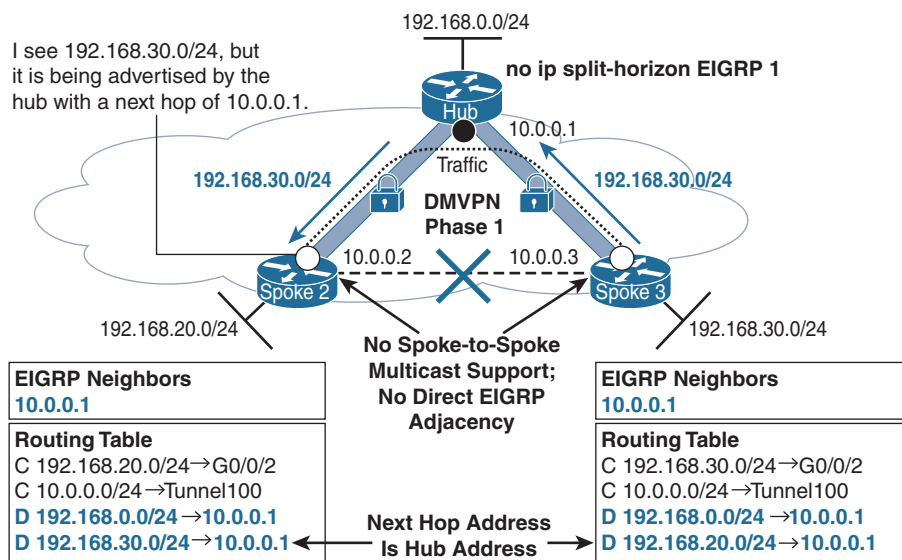 192.168.0.0/24
I see 192.168.30.0/24, but
it is being advertised by the
hub with a next hop of 10.0.0.1.
no ip split-horizon EIGRP 1
Hub
10.0.0.1
Traffic
192.168.30.0/24
192.168.30.0/24
DMVPN
Phase 1
10.0.0.2
10.0.0.3
Spoke 2
Spoke 3
192.168.20.0/24
192.168.30.0/24
No Spoke-to-Spoke
Multicast Support;
No Direct EIGRP
Adjacency
EIGRP Neighbors
10.0.0.1
Routing Table
C 192.168.20.0/24→G0/0/2
C 10.0.0.0/24→Tunnel100
D 192.168.0.0/24→10.0.0.1
D 192.168.30.0/24→10.0.0.1
Next Hop Address
Is Hub Address
EIGRP Neighbors
10.0.0.1
Routing Table
C 192.168.30.0/24→G0/0/2
C 10.0.0.0/24→Tunnel100
D 192.168.0.0/24→10.0.0.1
D 192.168.20.0/24→10.0.0.1